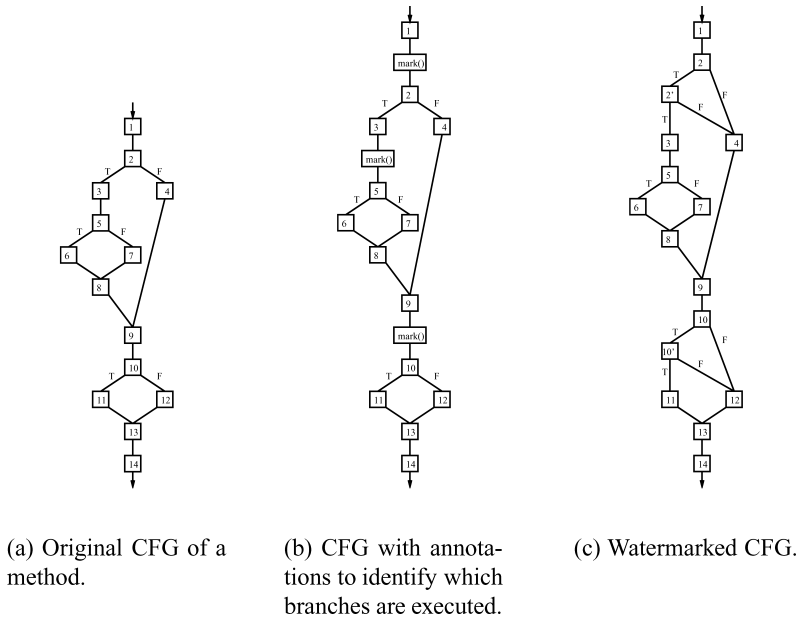 1
2
T
F
3
4
5
T
F
6
7
8
9
10
T
F
11
12
13
14
(a) Original CFG of a
method.
1
mark()
2
T
F
3
4
mark()
5
T
F
6
7
8
9
mark()
10
T
F
11
12
13
14
(b) CFG with annota-
tions to identify which
branches are executed.
1
2
T
F
2'
F
T
3
4
5
T
F
6
7
8
9
10
T
F
10'
F
T
11
12
13
14
(c) Watermarked CFG.